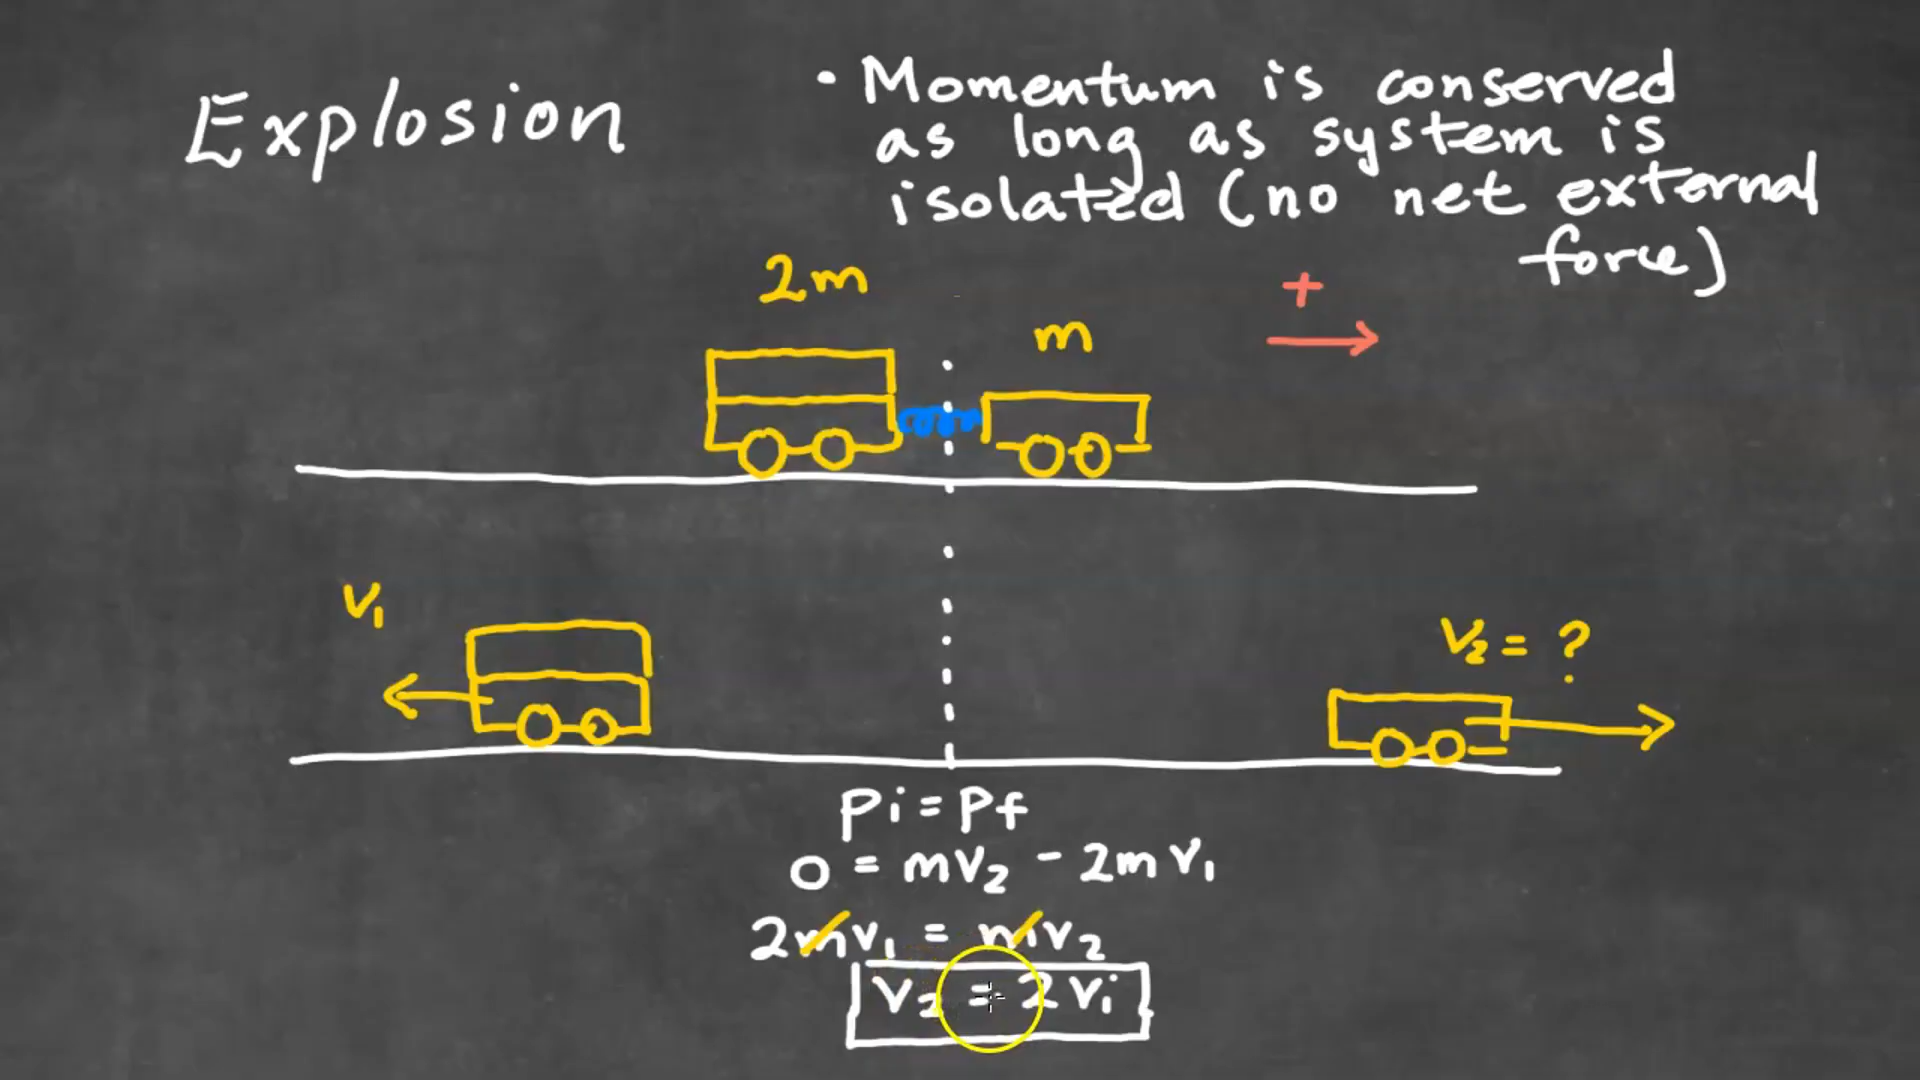 Explosion
• Momentum is conserved
as long as system is
isolated (no net external
force)
2m
m
+
V₁
V₂ = ?
Pi = Pf
0 = mV₂ - 2mV₁
2mV₁ = mV₂
V₂ = 2Vi